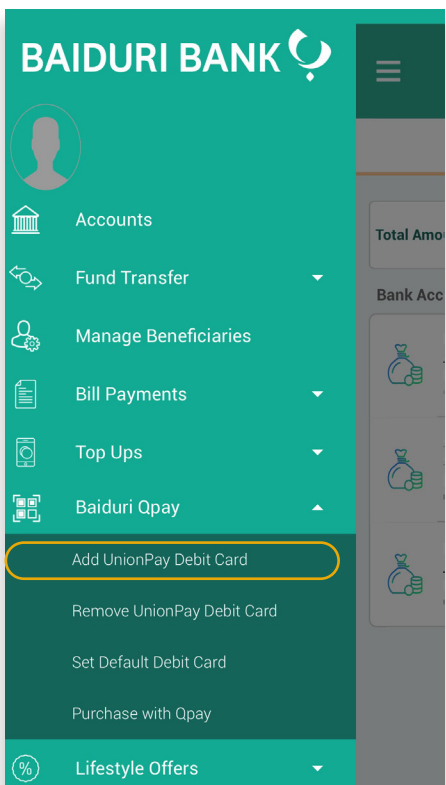 BAIDURI BANK
Accounts
Total Amo
Fund Transfer
Bank Acc
Manage Beneficiaries
Bill Payments
Top Ups
Baiduri Qpay
Add UnionPay Debit Card
Remove UnionPay Debit Card
Set Default Debit Card
Purchase with Qpay
Lifestyle Offers